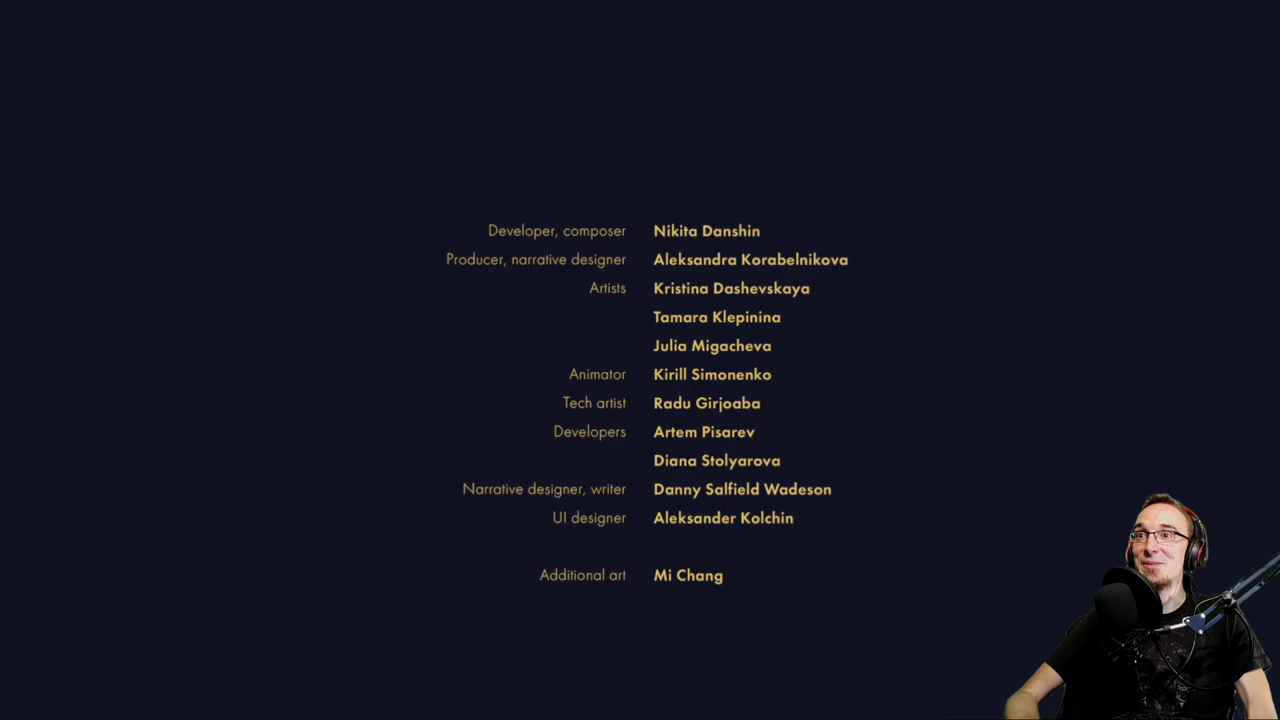 Developer, composer Nikita Danshin
Producer, narrative designer Aleksandra Korabelnikova
Artists Kristina Dashevskaya
Tamara Klepinina
Julia Migacheva
Animator Kirill Simonenko
Tech artist Radu Girjoaba
Developers Artem Pisarev
Diana Stolyarova
Narrative designer, writer Danny Salfield Wadeson
UI designer Aleksander Kolchin
Additional art Mi Chang